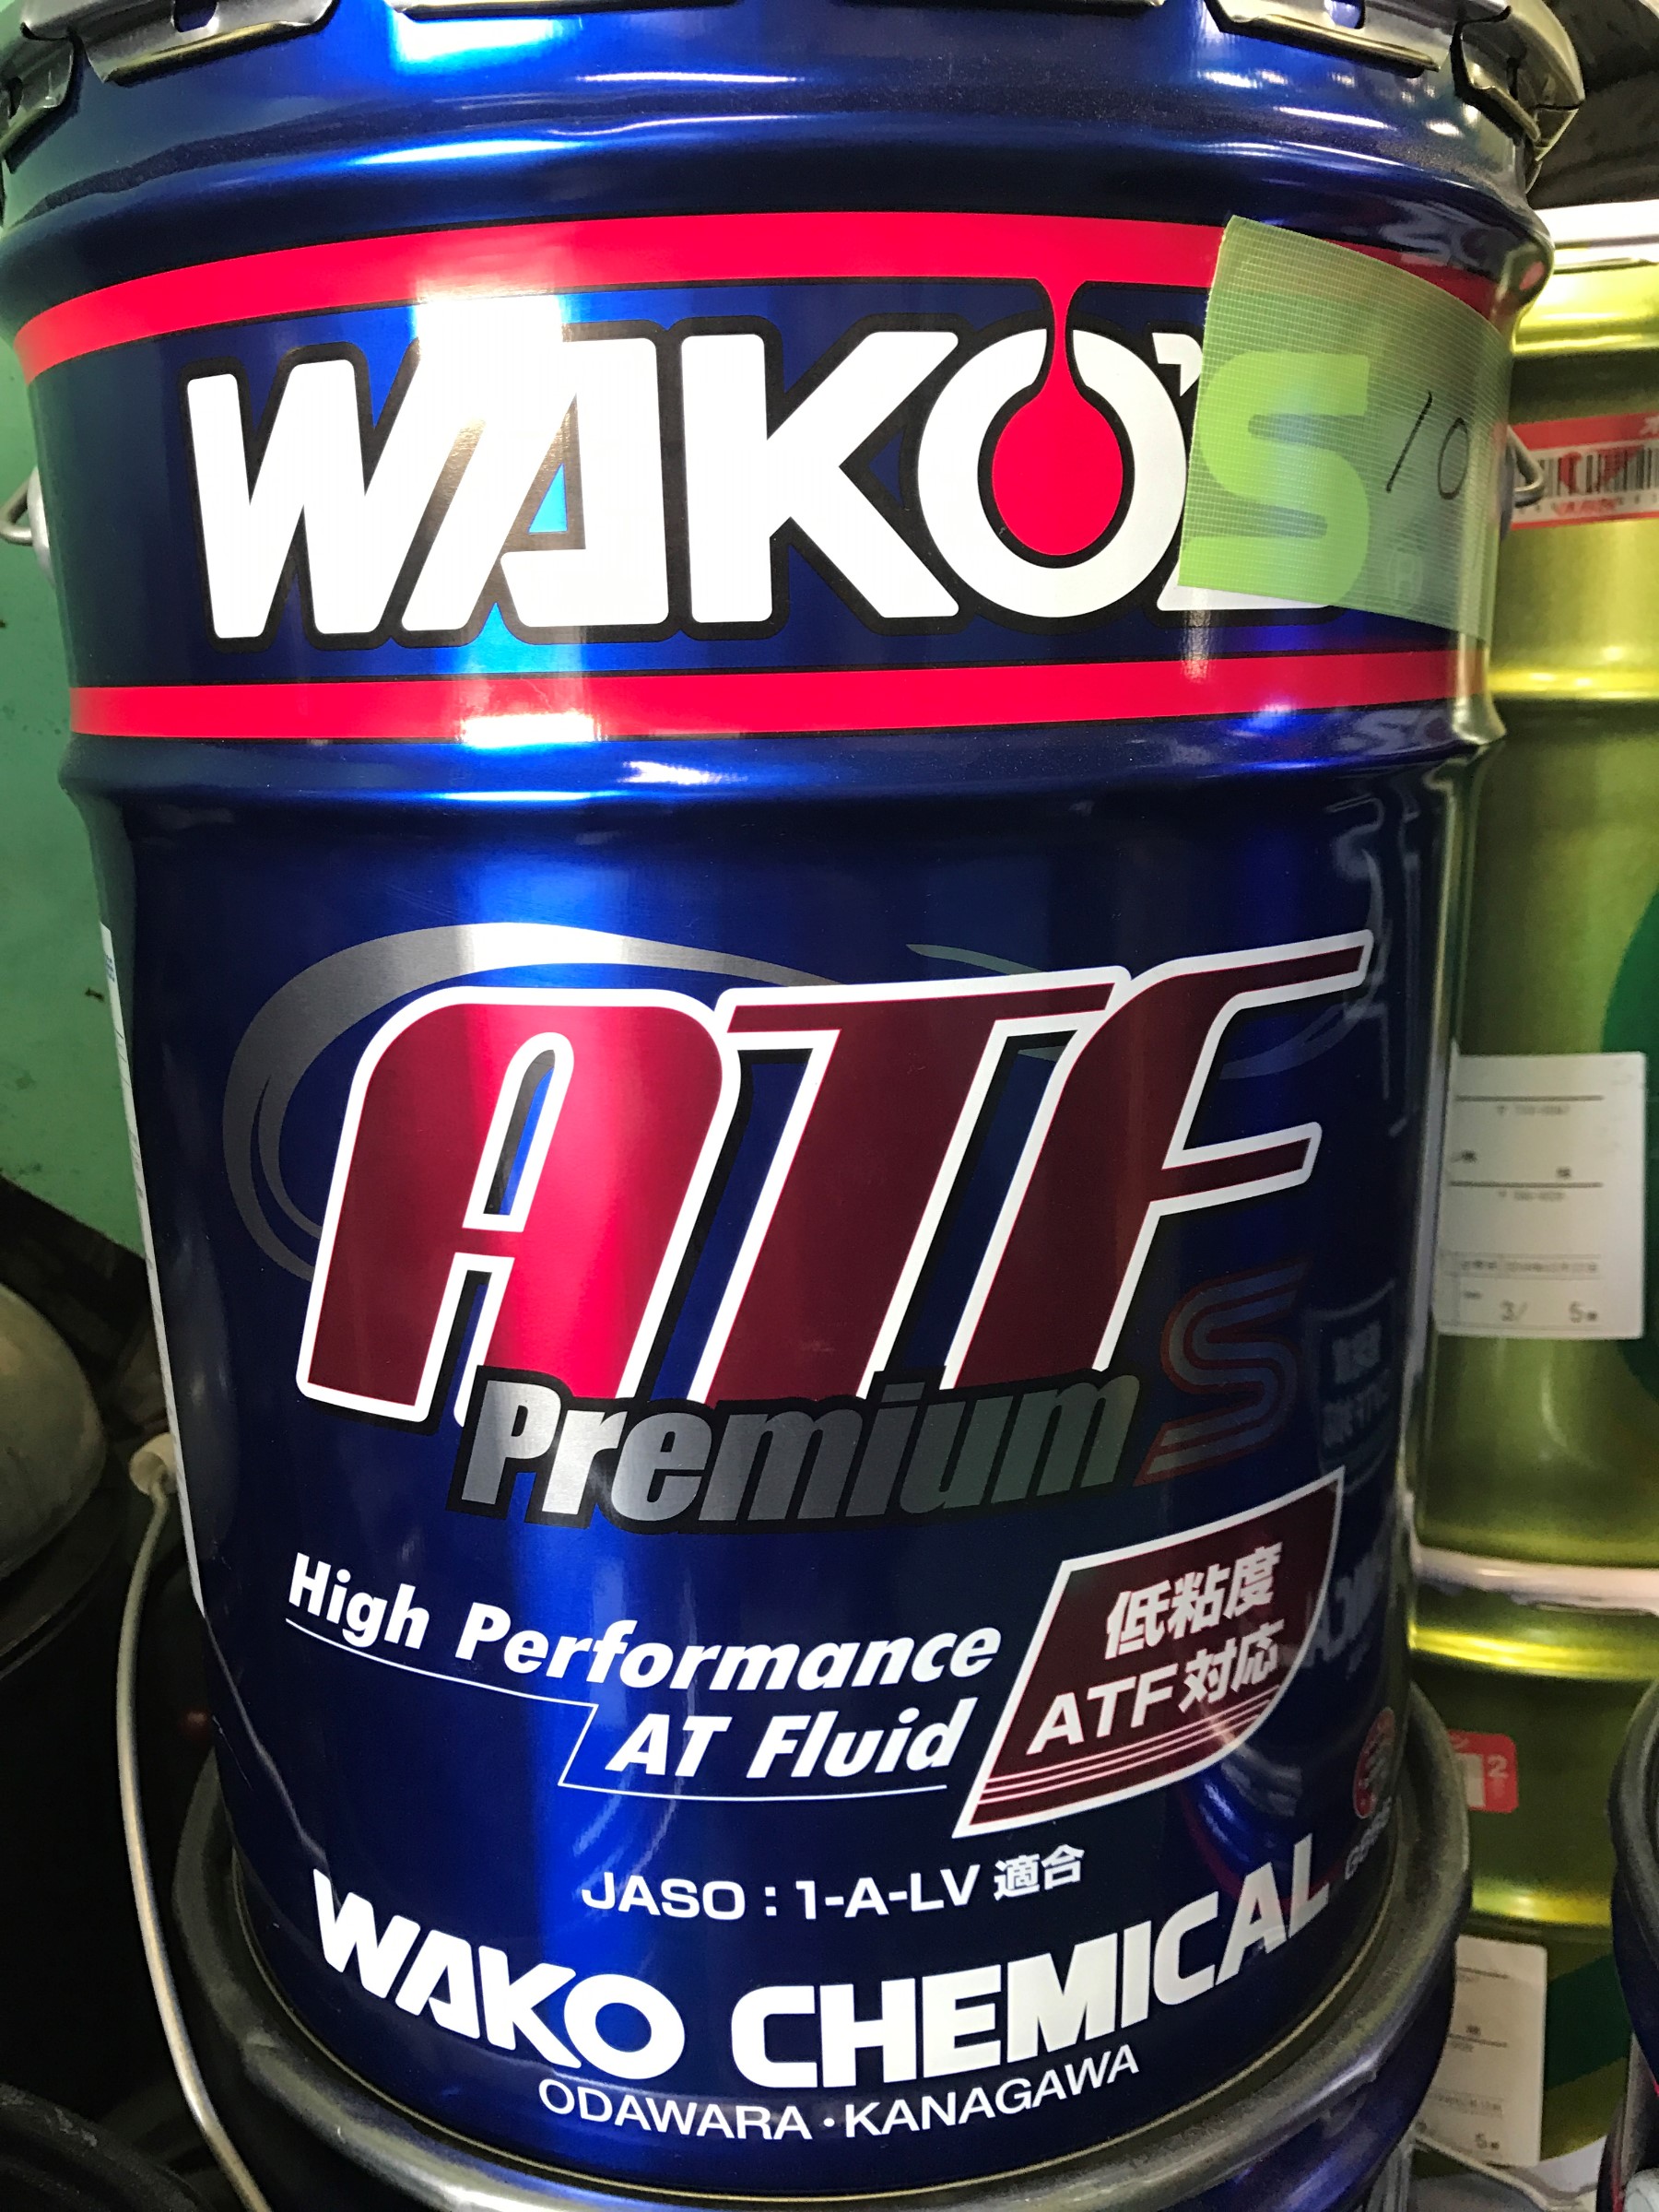 WAKO'S
10
ATF
Premium S
High Performance
AT Fluid
低粘度
ATF対応
JASO : 1-A-LV 適合
WAKO CHEMICAL
ODAWARA・KANAGAWA